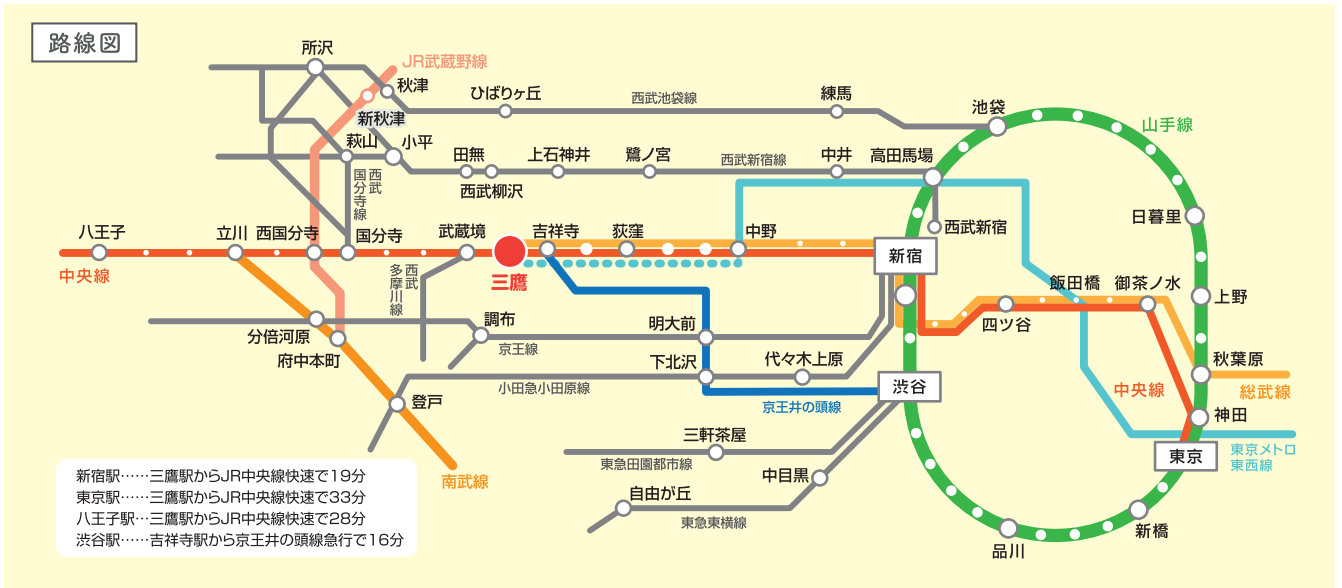 路線図
所沢
JR武蔵野線
秋津
新秋津
ひばりヶ丘
西武池袋線
練馬
池袋
山手線
萩山
小平
田無
西武柳沢
上石神井
鷺ノ宮
西武新宿線
中井
高田馬場
西武
国分寺線
西武新宿
日暮里
八王子
立川
西国分寺
国分寺
武蔵境
三鷹
吉祥寺
荻窪
中野
新宿
中央線
西武
多摩川線
飯田橋
御茶ノ水
四ツ谷
上野
分倍河原
府中本町
調布
京王線
明大前
下北沢
代々木上原
小田急小田原線
京王井の頭線
渋谷
秋葉原
総武線
中央線
神田
登戸
南武線
三軒茶屋
東急田園都市線
中目黒
自由が丘
東急東横線
東京メトロ
東西線
東京
新橋
品川
新宿駅……三鷹駅からJR中央線快速で19分
東京駅……三鷹駅からJR中央線快速で33分
八王子駅…三鷹駅からJR中央線快速で28分
渋谷駅……吉祥寺駅から京王井の頭線急行で16分